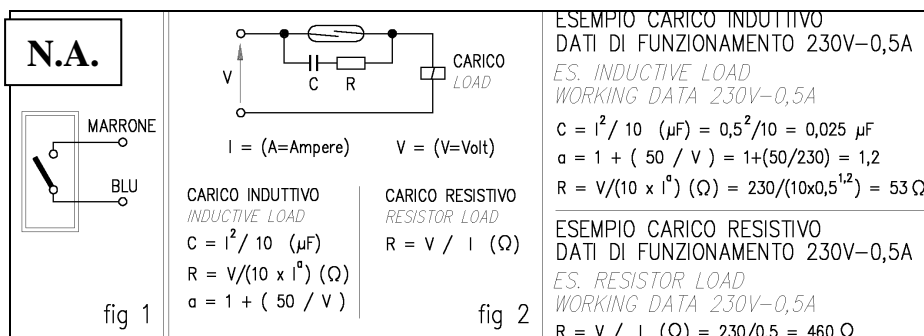 N.A.
MARRONE
BLU
fig 1
V
C
R
CARICO
LOAD
I = (A=Ampere)
V = (V=Volt)
CARICO INDUTTIVO
INDUCTIVE LOAD
C = I²/ 10 (µF)
R = V/(10 x Iᵅ) (Ω)
a = 1 + ( 50 / V )
CARICO RESISTIVO
RESISTOR LOAD
R = V / I (Ω)
fig 2
ESEMPIO CARICO INDUTTIVO
DATI DI FUNZIONAMENTO 230V–0,5A
ES. INDUCTIVE LOAD
WORKING DATA 230V–0,5A
C = I²/ 10 (µF) = 0,5²/10 = 0,025 µF
a = 1 + ( 50 / V ) = 1+(50/230) = 1,2
R = V/(10 x Iᵅ) (Ω) = 230/(10x0,5¹·²) = 53 Ω
ESEMPIO CARICO RESISTIVO
DATI DI FUNZIONAMENTO 230V–0,5A
ES. RESISTOR LOAD
WORKING DATA 230V–0,5A
R = V / I (Ω) = 230/0,5 = 460 Ω